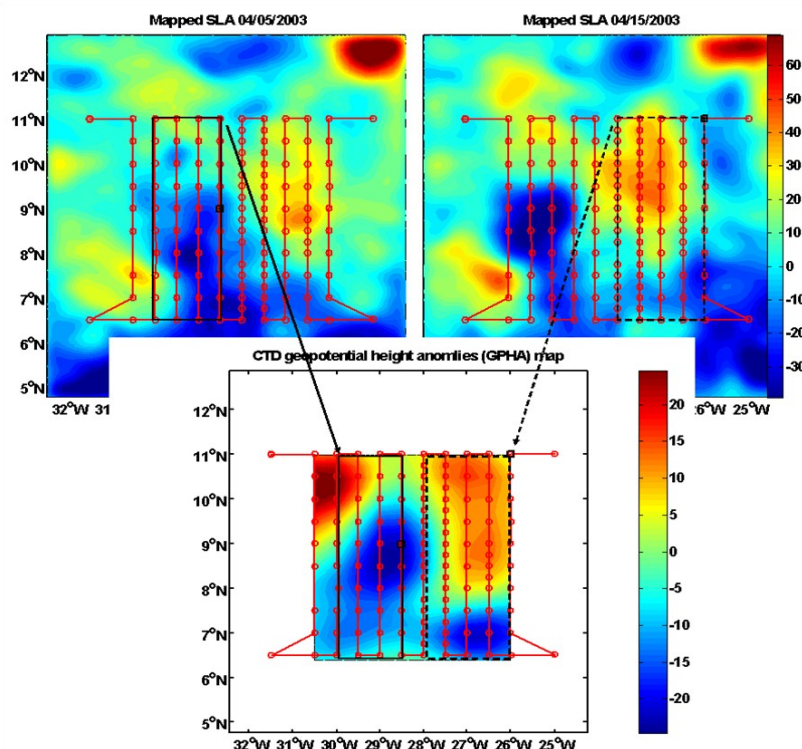 Mapped SLA 04/05/2003
Mapped SLA 04/15/2003
12°N
11°N
10°N
9°N
8°N
7°N
6°N
5°N
32°W 31
26°W 25°W
60
50
40
30
20
10
0
-10
-20
-30
CTD geopotential height anomlies (GPHA) map
12°N
11°N
10°N
9°N
8°N
7°N
6°N
5°N
32°W 31°W 30°W 29°W 28°W 27°W 26°W 25°W
20
15
10
5
0
-5
-10
-15
-20